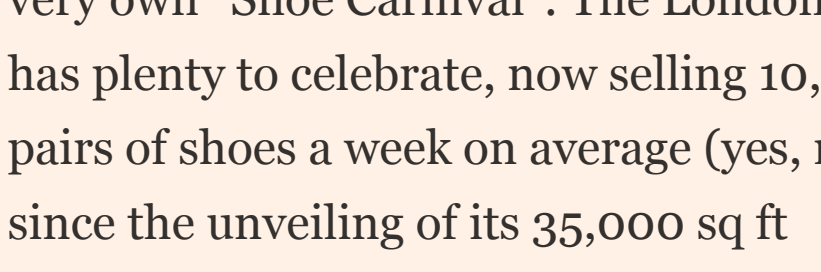 very own "Shoe Carnival". The London
has plenty to celebrate, now selling 10,
pairs of shoes a week on average (yes,
since the unveiling of its 35,000 sq ft